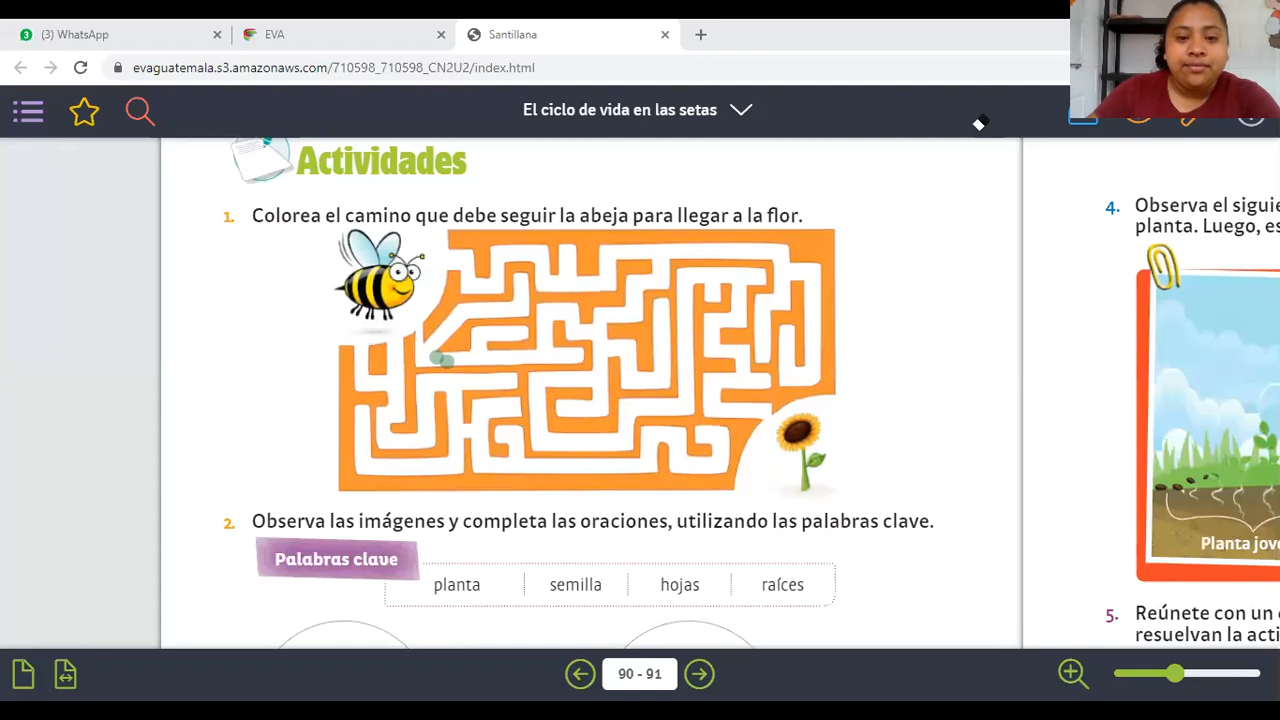 (3) WhatsApp
EVA
Santillana
evaguatemala.s3.amazonaws.com/710598_710598_CN2U2/index.html
El ciclo de vida en las setas
Actividades
1. Colorea el camino que debe seguir la abeja para llegar a la flor.
2. Observa las imágenes y completa las oraciones, utilizando las palabras clave.
Palabras clave
planta
semilla
hojas
raíces
4. Observa el siguie
planta. Luego, es
Planta jov
5. Reúnete con un
resuelvan la acti
90 - 91